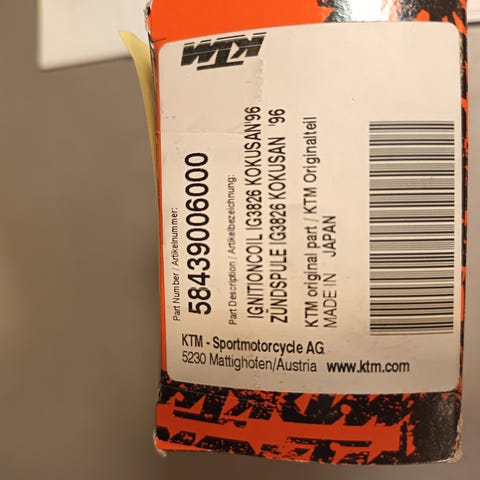 KTM
Part Number / Artikelnummer:
58439006000
Part Description / Artikelbezeichnung:
IGNITIONCOIL IG3826 KOKUSAN'96
ZÜNDSPULE IG3826 KOKUSAN '96
KTM original part / KTM Originalteil
MADE IN JAPAN
KTM - Sportmotorcycle AG
5230 Mattighofen/Austria www.ktm.com